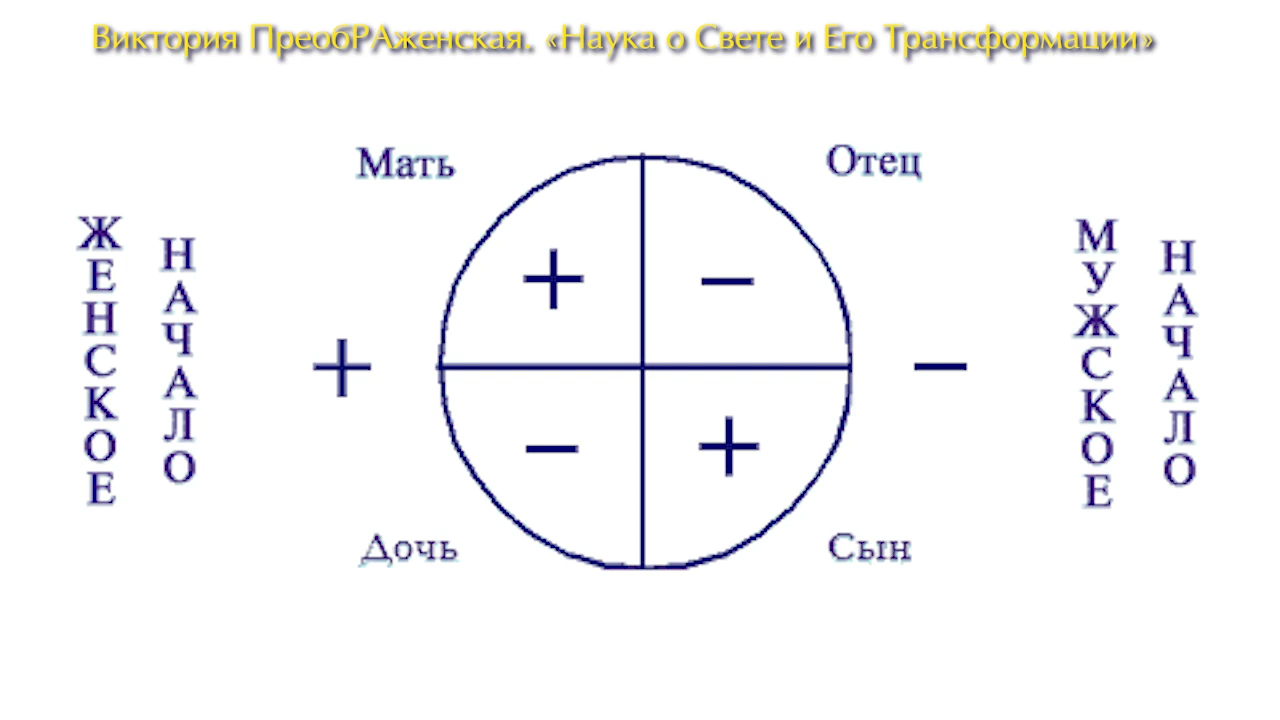 Виктория ПреобРАженская. «Наука о Свете и Его Трансформации»
Мать
Отец
ЖЕНСКОЕ
НАЧАЛО
+
+
−
−
+
−
МУЖСКОЕ
НАЧАЛО
Дочь
Сын